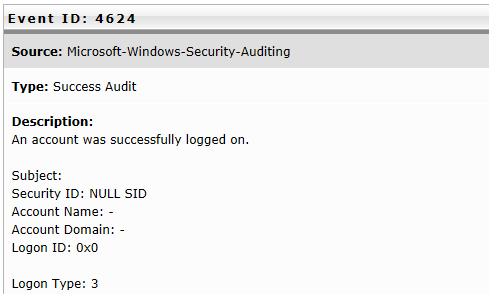 Event ID: 4624
Source: Microsoft-Windows-Security-Auditing
Type: Success Audit
Description:
An account was successfully logged on.
Subject:
Security ID: NULL SID
Account Name: -
Account Domain: -
Logon ID: 0x0
Logon Type: 3